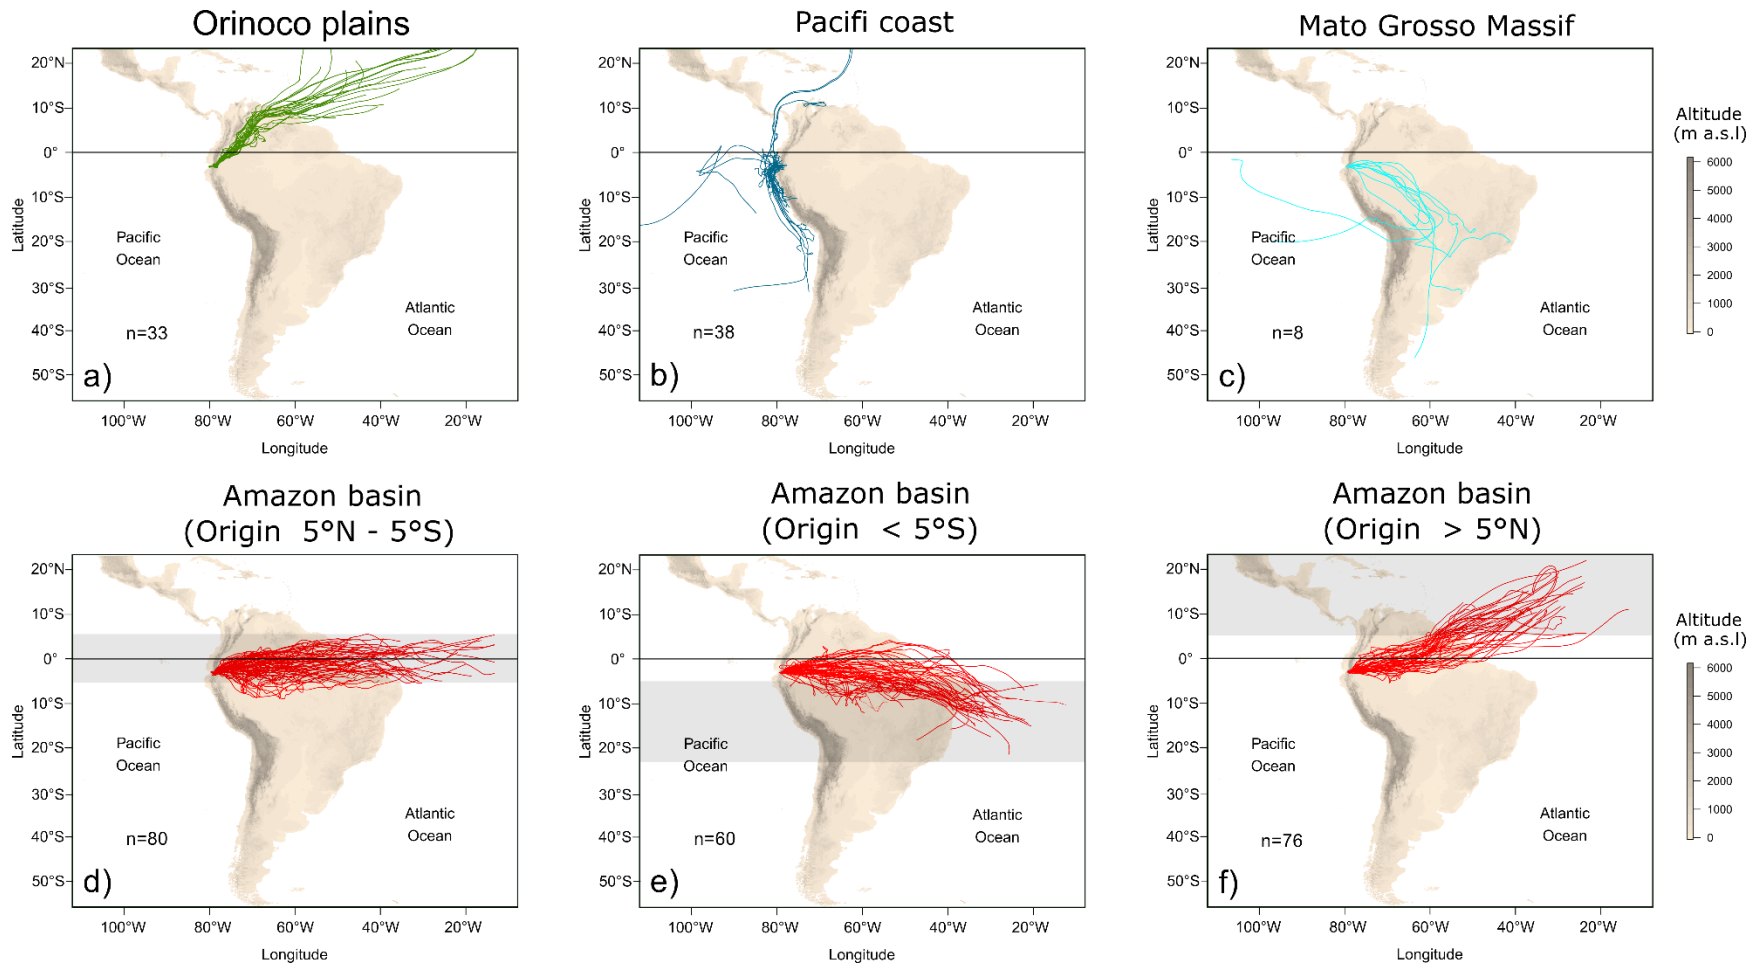 Orinoco plains
Pacifi coast
Mato Grosso Massif
20°N
10°N
0°
10°S
20°S
30°S
40°S
50°S
Latitude
Pacific
Ocean
Atlantic
Ocean
n=33
a)
100°W
80°W
60°W
40°W
20°W
Longitude
20°N
10°N
0°
10°S
20°S
30°S
40°S
50°S
Latitude
Pacific
Ocean
Atlantic
Ocean
n=38
b)
100°W
80°W
60°W
40°W
20°W
Longitude
20°N
10°S
0°
10°S
20°S
30°S
40°S
50°S
Latitude
Pacific
Ocean
Atlantic
Ocean
n=8
c)
100°W
80°W
60°W
40°W
20°W
Longitude
Altitude
(m a.s.l)
6000
5000
4000
3000
2000
1000
0
Amazon basin
(Origin 5°N - 5°S)
Amazon basin
(Origin < 5°S)
Amazon basin
(Origin > 5°N)
20°N
10°S
0°
10°S
20°S
30°S
40°S
50°S
Latitude
Pacific
Ocean
Atlantic
Ocean
n=80
d)
100°W
80°W
60°W
40°W
20°W
Longitude
20°N
10°S
0°
10°S
20°S
30°S
40°S
50°S
Latitude
Pacific
Ocean
Atlantic
Ocean
n=60
e)
100°W
80°W
60°W
40°W
20°W
Longitude
20°N
10°S
0°
10°S
20°S
30°S
40°S
50°S
Latitude
Pacific
Ocean
Atlantic
Ocean
n=76
f)
100°W
80°W
60°W
40°W
20°W
Longitude
Altitude
(m a.s.l)
6000
5000
4000
3000
2000
1000
0